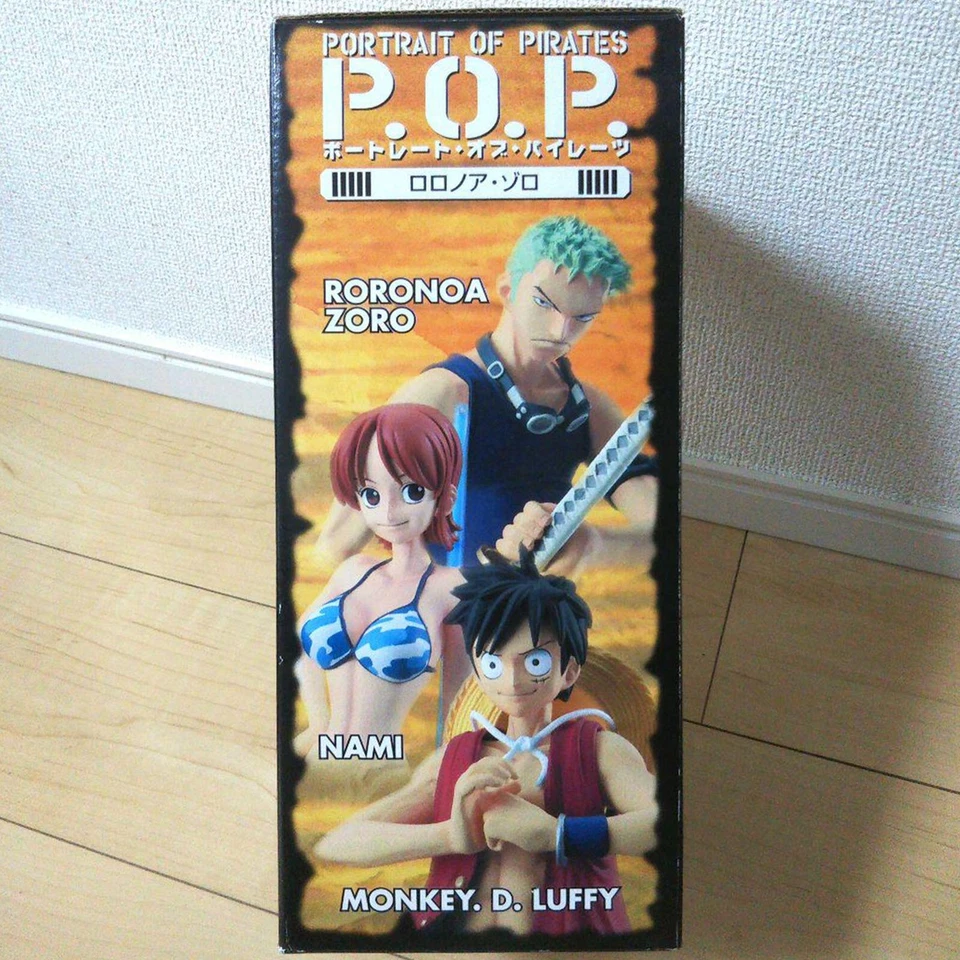 PORTRAIT OF PIRATES
P.O.P.
ポートレート・オブ・パイレーツ
ロロノア・ゾロ
RORONOA
ZORO
NAMI
MONKEY. D. LUFFY